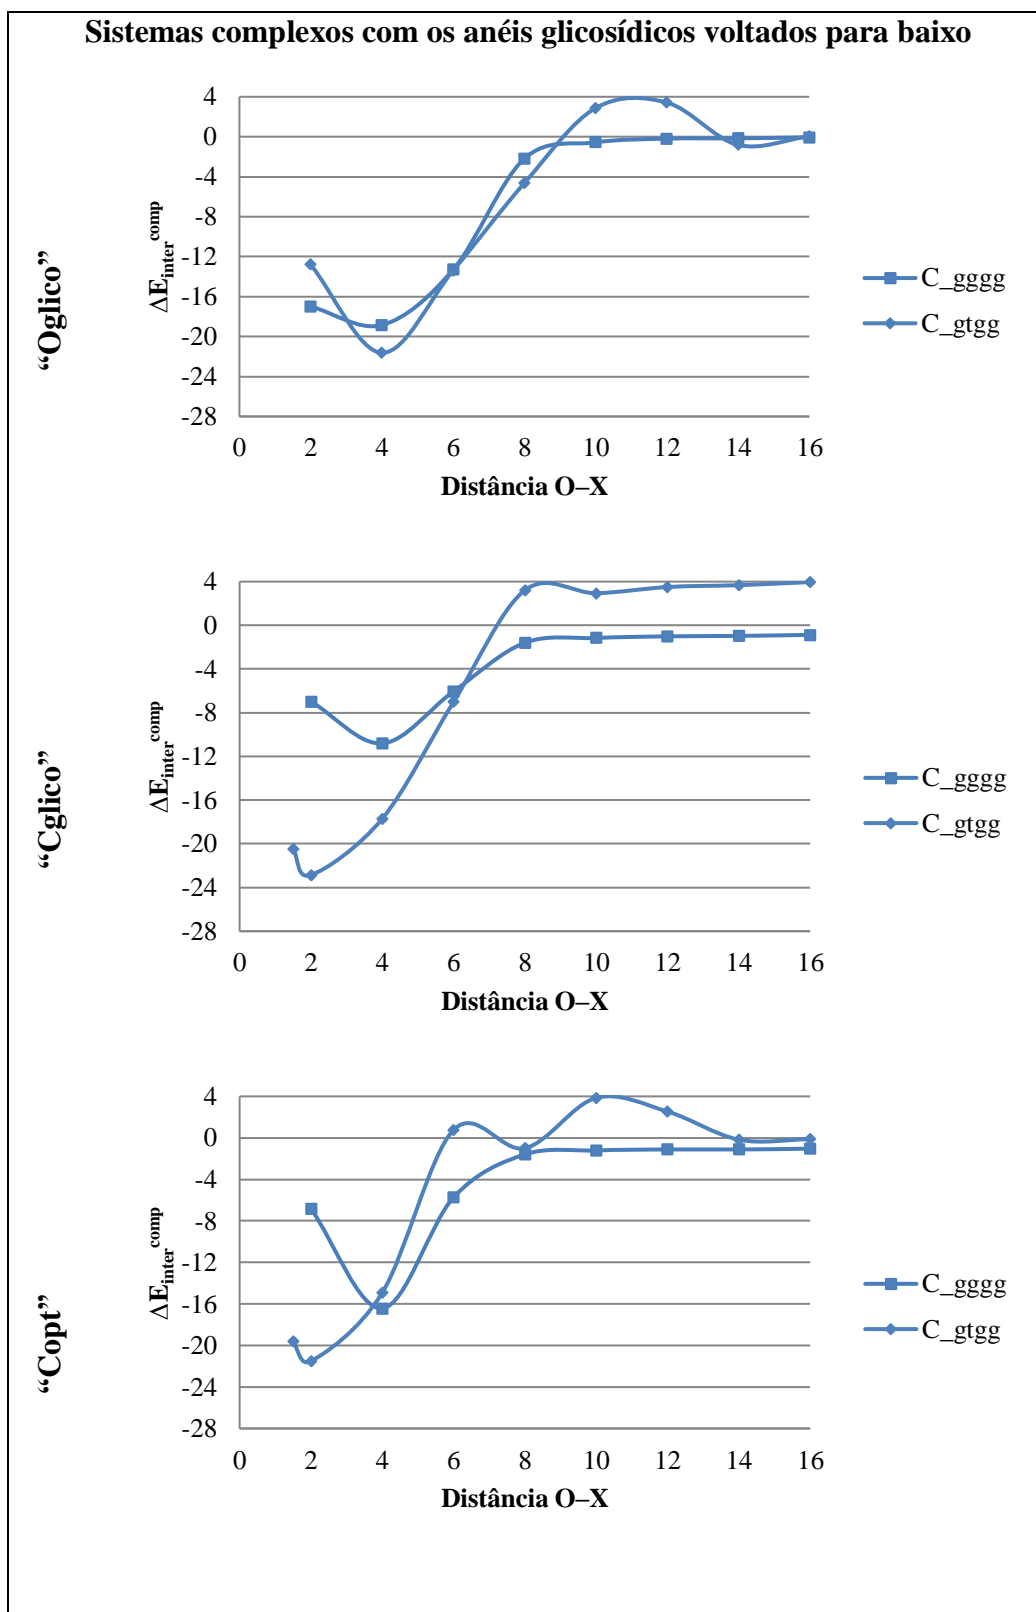 Sistemas complexos com os anéis glicosídicos voltados para baixo
“Oglico”
ΔEinter comp
4
0
-4
-8
-12
-16
-20
-24
-28
0 2 4 6 8 10 12 14 16
Distância O–X
C_gggg
C_gtgg
“Cglico”
ΔEinter comp
4
0
-4
-8
-12
-16
-20
-24
-28
0 2 4 6 8 10 12 14 16
Distância O–X
C_gggg
C_gtgg
“Copt”
ΔEinter comp
4
0
-4
-8
-12
-16
-20
-24
-28
0 2 4 6 8 10 12 14 16
Distância O–X
C_gggg
C_gtgg